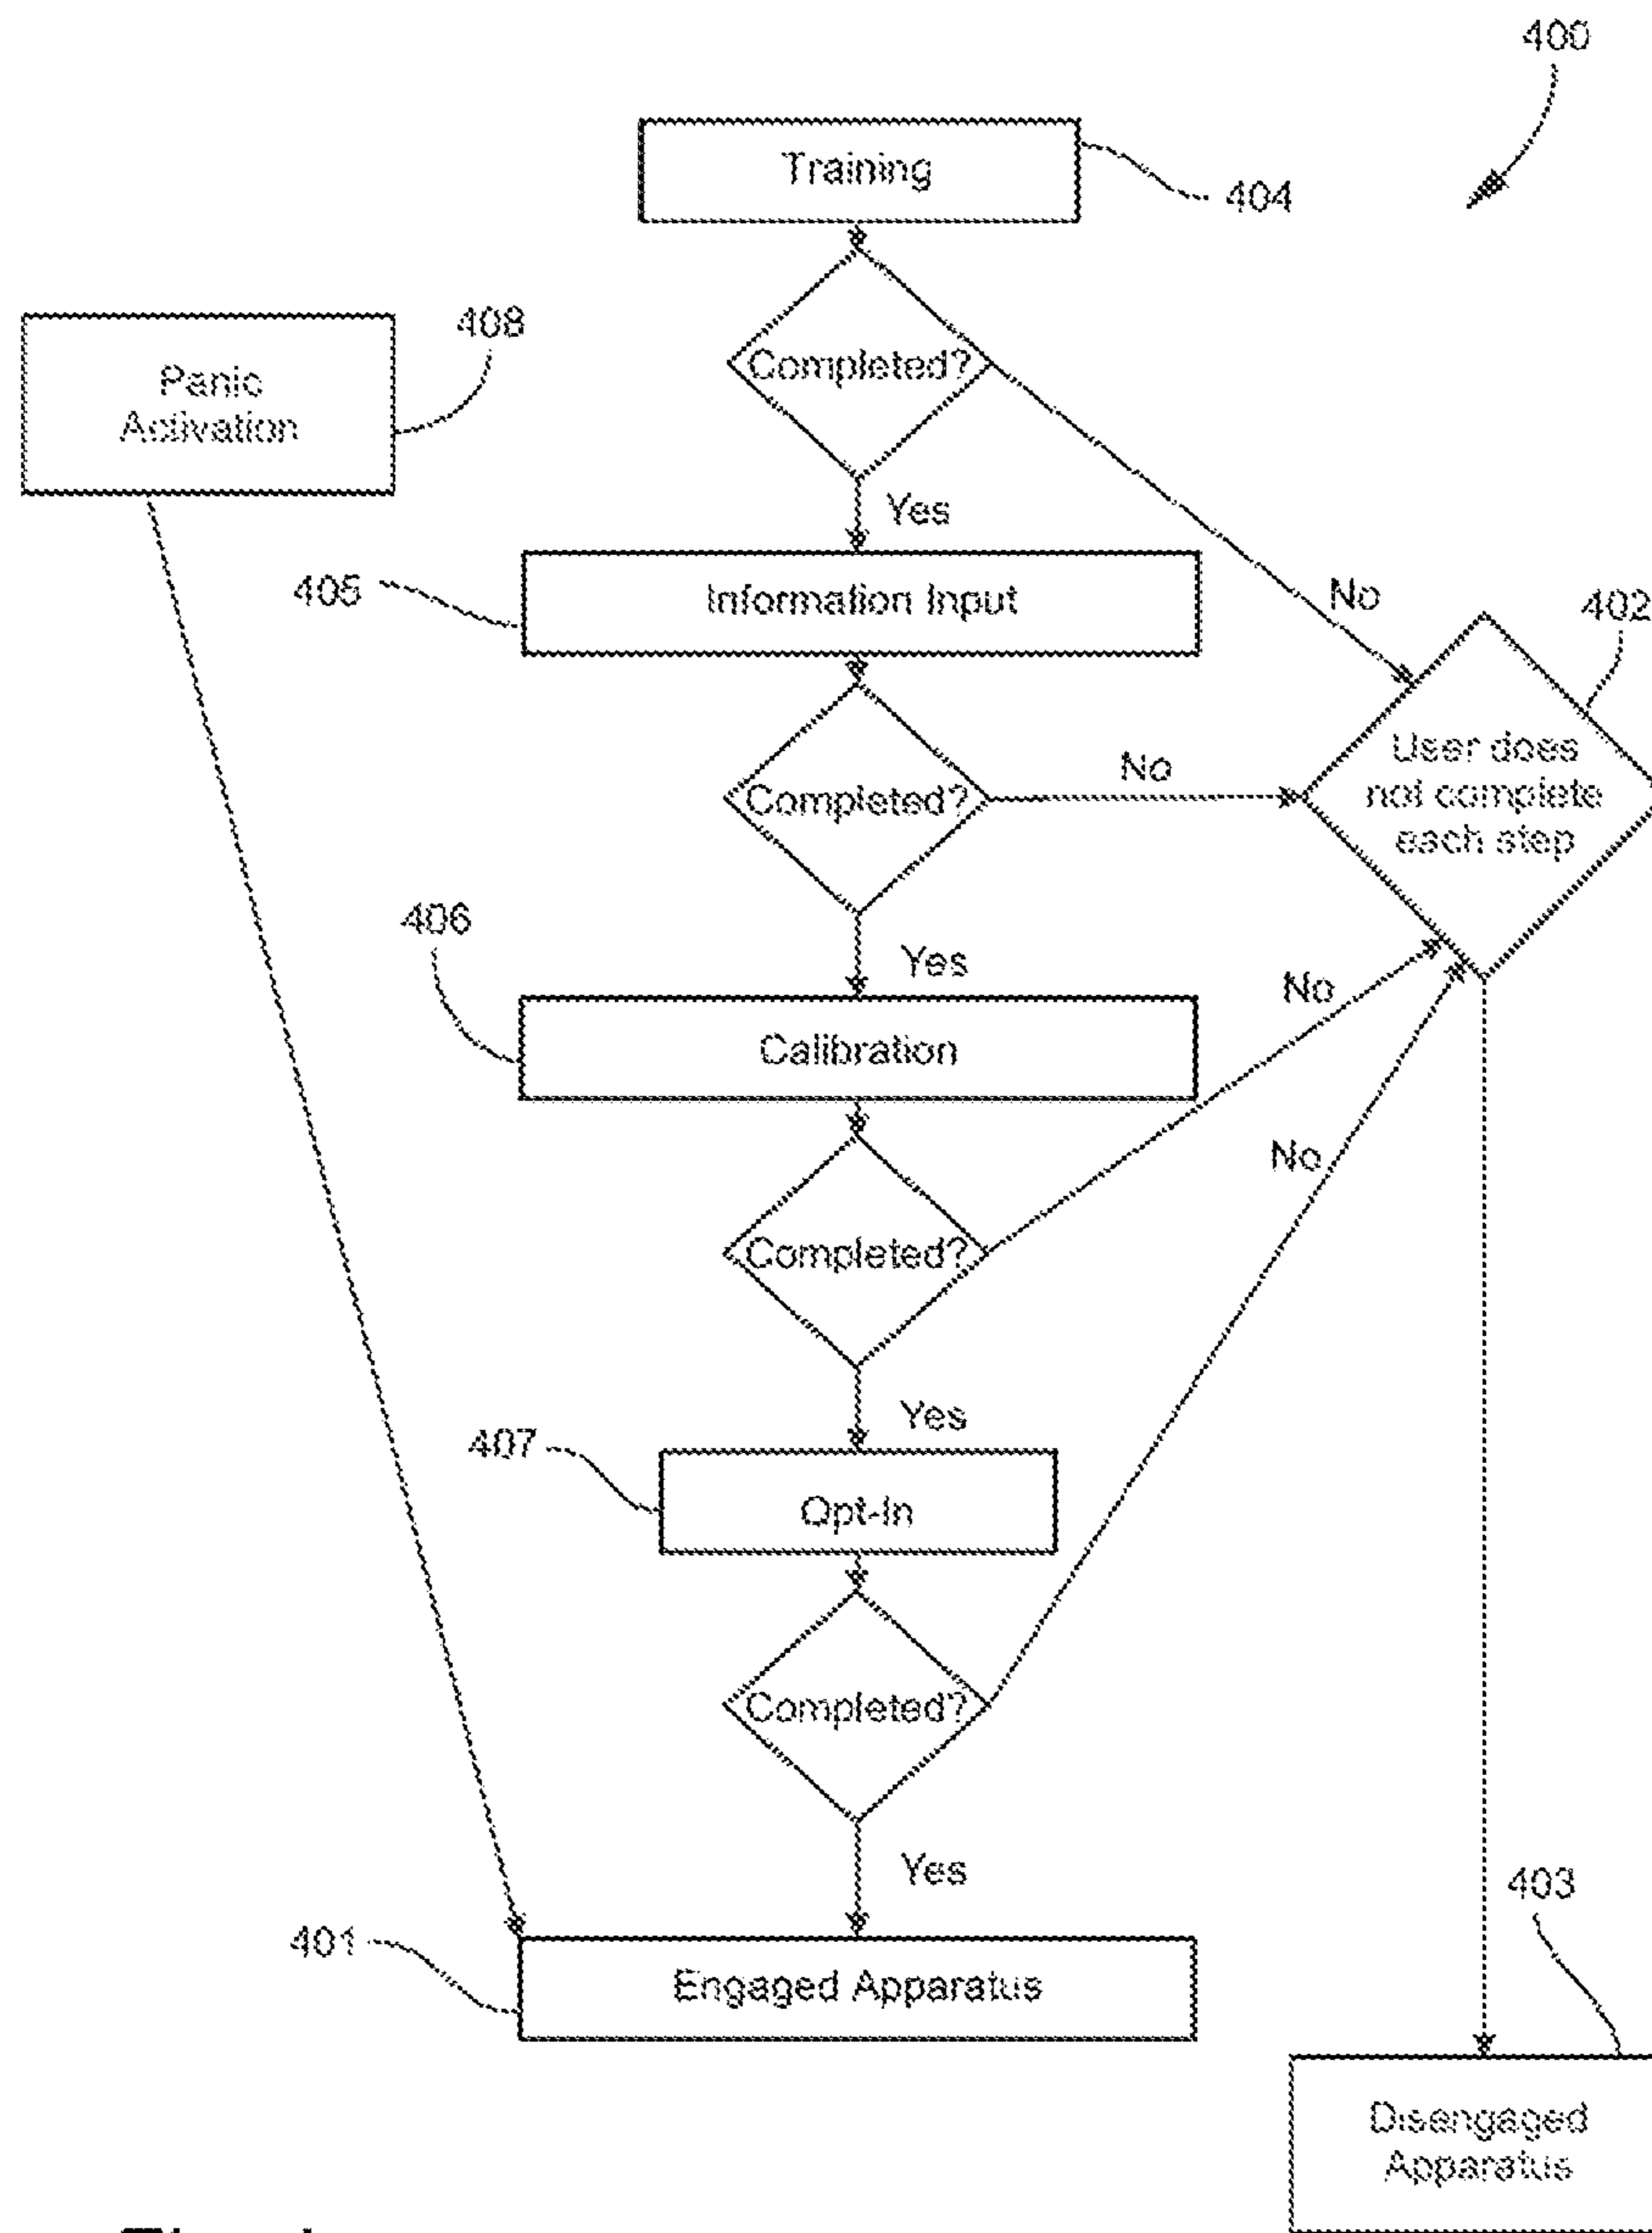 400
Training
404
408
Panic
Activation
Completed?
Yes
No
405
Information Input
402
User does
not complete
each step
Completed?
No
406
Yes
No
Calibration
No
Completed?
407
Yes
Opt-In
Completed?
Yes
403
401
Engaged Apparatus
Disengaged
Apparatus